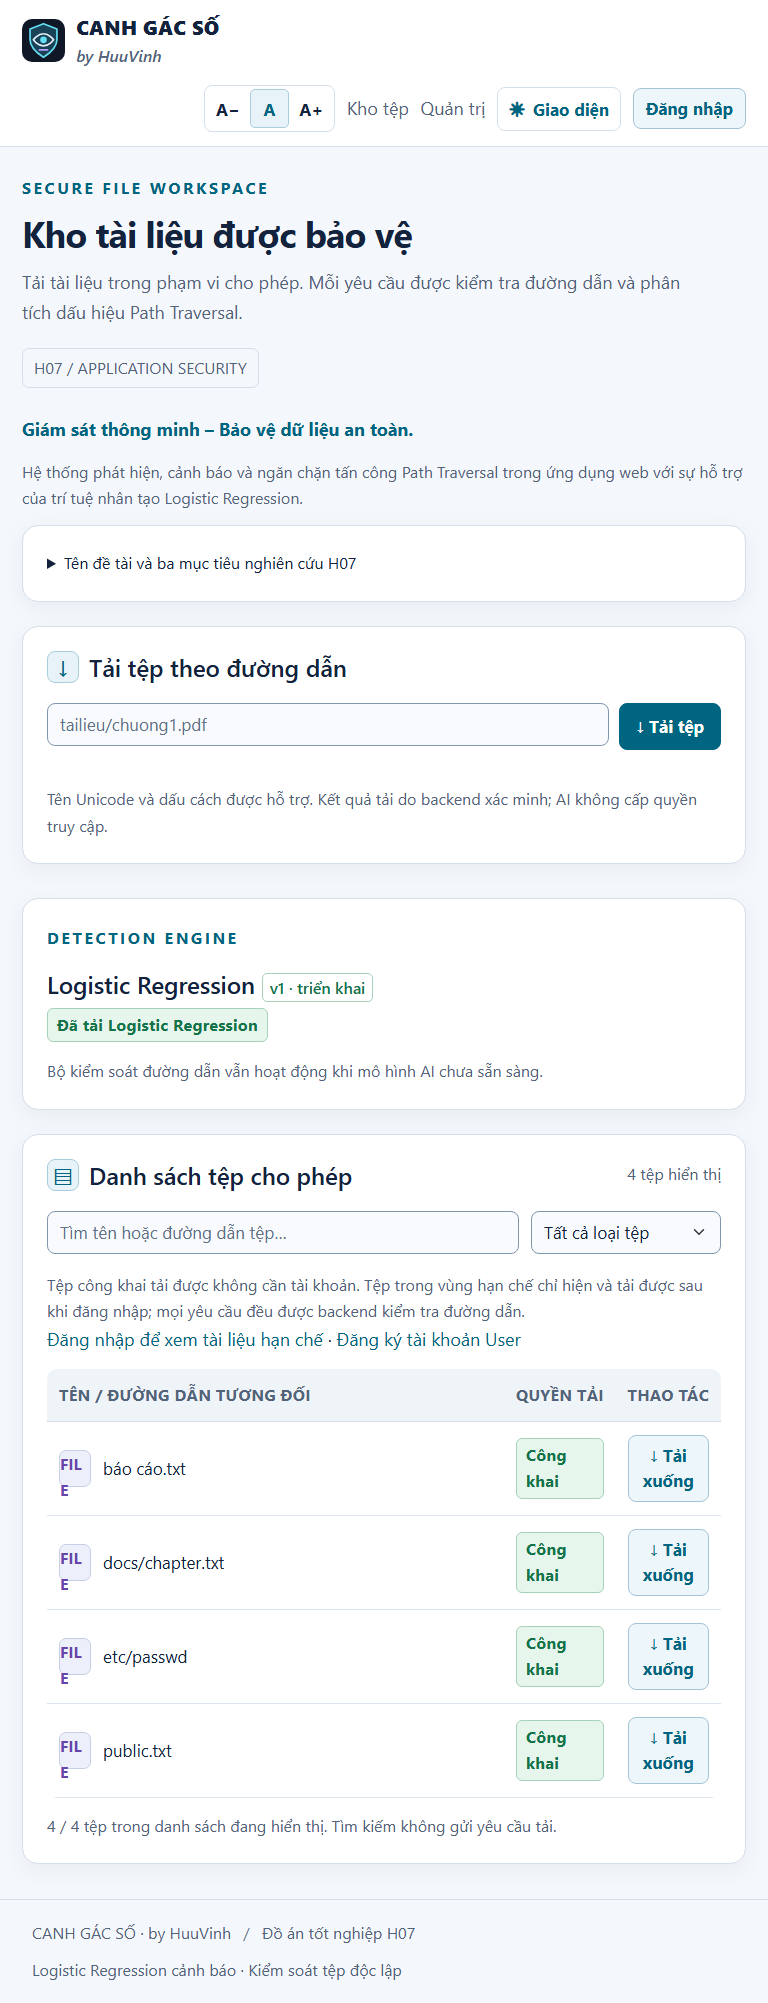 CANH GÁC SỐ
by HuuVinh
A− A A+ Kho tệp Quản trị ✷ Giao diện Đăng nhập
SECURE FILE WORKSPACE
Kho tài liệu được bảo vệ
Tải tài liệu trong phạm vi cho phép. Mỗi yêu cầu được kiểm tra đường dẫn và phân
tích dấu hiệu Path Traversal.
H07 / APPLICATION SECURITY
Giám sát thông minh – Bảo vệ dữ liệu an toàn.
Hệ thống phát hiện, cảnh báo và ngăn chặn tấn công Path Traversal trong ứng dụng web với sự hỗ trợ
của trí tuệ nhân tạo Logistic Regression.
▶ Tên đề tài và ba mục tiêu nghiên cứu H07
↓ Tải tệp theo đường dẫn
tailieu/chuong1.pdf ↓ Tải tệp
Tên Unicode và dấu cách được hỗ trợ. Kết quả tải do backend xác minh; AI không cấp quyền
truy cập.
DETECTION ENGINE
Logistic Regression v1 · triển khai
Đã tải Logistic Regression
Bộ kiểm soát đường dẫn vẫn hoạt động khi mô hình AI chưa sẵn sàng.
▤ Danh sách tệp cho phép 4 tệp hiển thị
Tìm tên hoặc đường dẫn tệp... Tất cả loại tệp
Tệp công khai tải được không cần tài khoản. Tệp trong vùng hạn chế chỉ hiện và tải được sau
khi đăng nhập; mọi yêu cầu đều được backend kiểm tra đường dẫn.
Đăng nhập để xem tài liệu hạn chế · Đăng ký tài khoản User
TÊN / ĐƯỜNG DẪN TƯƠNG ĐỐI QUYỀN TẢI THAO TÁC
FIL
E
báo cáo.txt
Công
khai
↓ Tải
xuống
FIL
E
docs/chapter.txt
Công
khai
↓ Tải
xuống
FIL
E
etc/passwd
Công
khai
↓ Tải
xuống
FIL
E
public.txt
Công
khai
↓ Tải
xuống
4 / 4 tệp trong danh sách đang hiển thị. Tìm kiếm không gửi yêu cầu tải.
CANH GÁC SỐ · by HuuVinh / Đồ án tốt nghiệp H07
Logistic Regression cảnh báo · Kiểm soát tệp độc lập